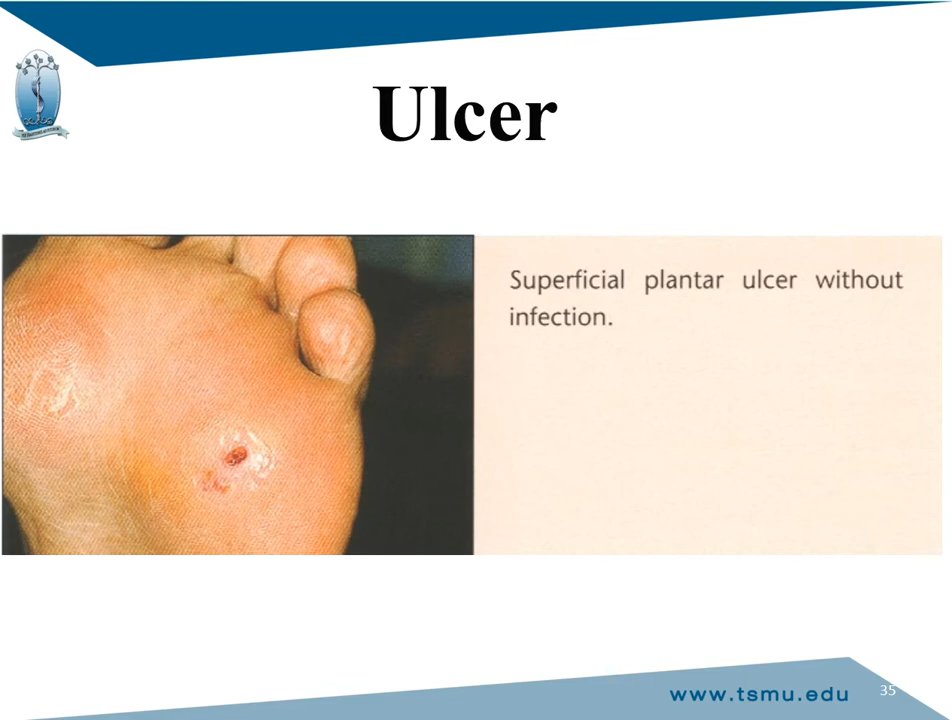 Ulcer
Superficial plantar ulcer without
infection.
www.tsmu.edu
35